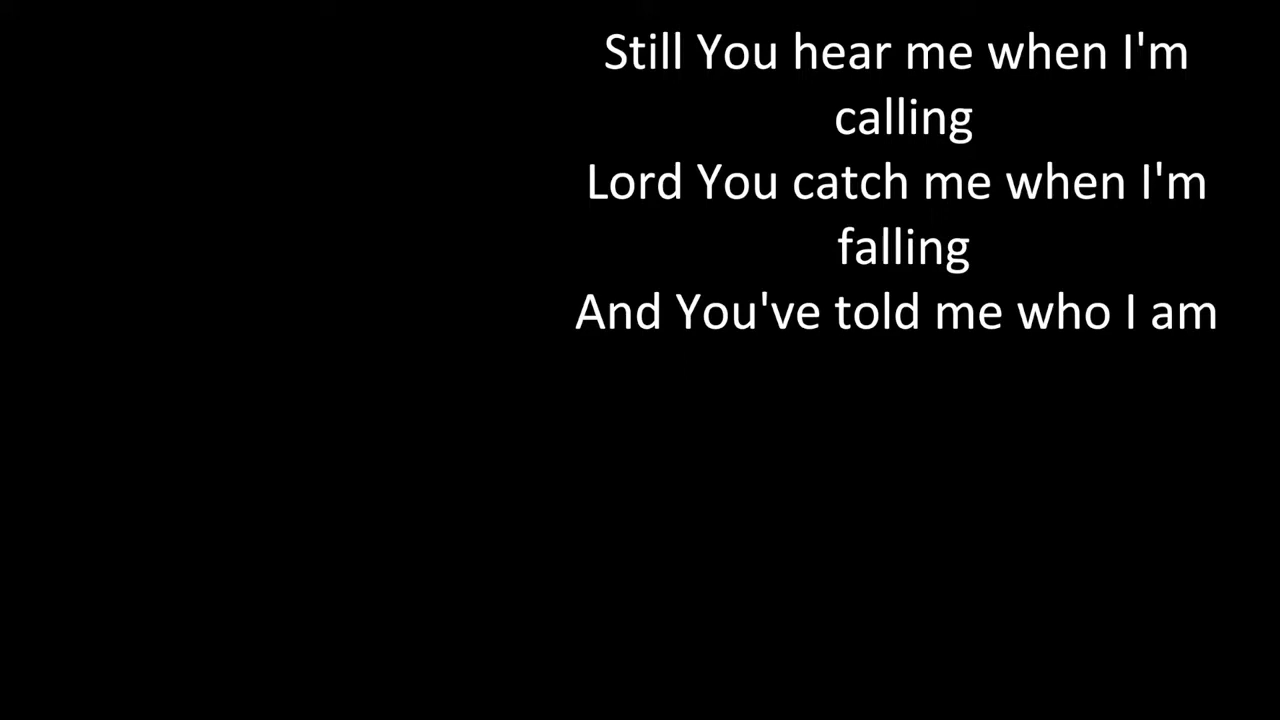 Still You hear me when I'm
calling
Lord You catch me when I'm
falling
And You've told me who I am